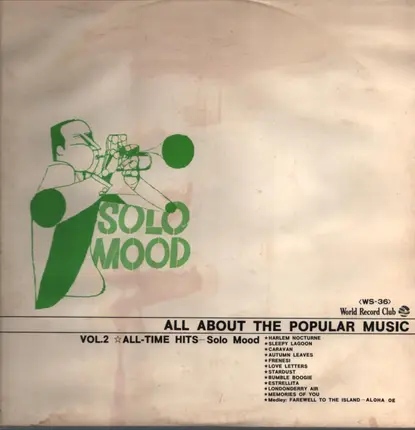 SOLO
MOOD
<WS-36>
World Record Club
ALL ABOUT THE POPULAR MUSIC
VOL.2 ☆ALL-TIME HITS—Solo Mood
*HARLEM NOCTURNE
*SLEEPY LAGOON
*CARAVAN
*AUTUMN LEAVES
*FRENESI
*LOVE LETTERS
*STARDUST
*BUMBLE BOOGIE
*ESTRELLITA
*LONDONDERRY AIR
*MEMORIES OF YOU
*Medley: FAREWELL TO THE ISLAND—ALOHA OE